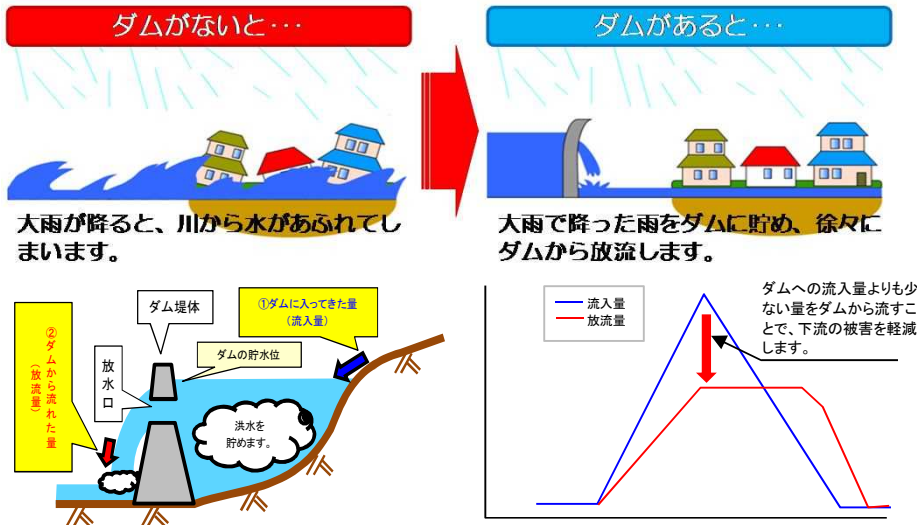 ダムがないと…
ダムがあると…
大雨が降ると、川から水があふれてし
まいます。
大雨で降った雨をダムに貯め、徐々に
ダムから放流します。
ダム堤体
①ダムに入ってきた量
(流入量)
②ダムから流れた量
(放流量)
放水口
ダムの貯水位
洪水を
貯めます。
流入量
放流量
ダムへの流入量よりも少
ない量をダムから流すこ
とで、下流の被害を軽減
します。